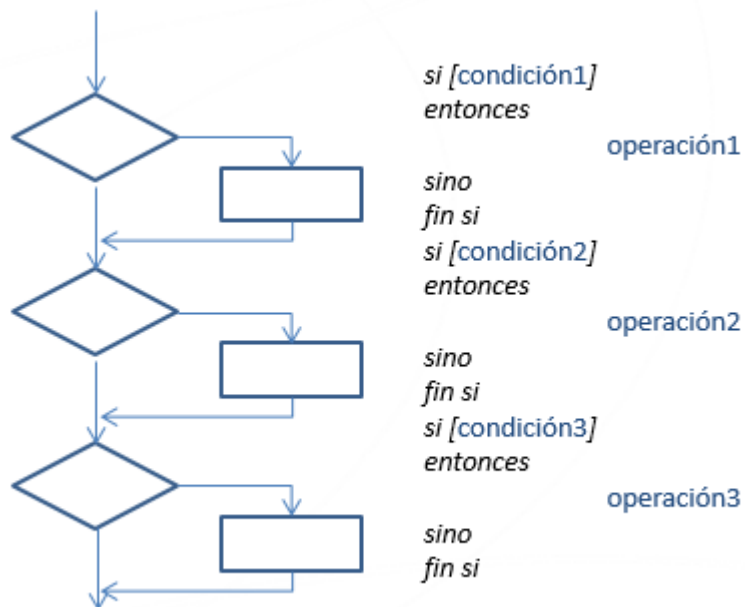 si [condición1]
entonces
operación1
sino
fin si
si [condición2]
entonces
operación2
sino
fin si
si [condición3]
entonces
operación3
sino
fin si